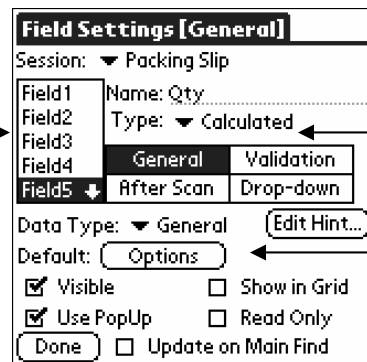 Field Settings [General]
Session: Packing Slip
Field1
Field2
Field3
Field4
Field5
Name: Qty
Type: Calculated
General Validation
After Scan Drop-down
Data Type: General Edit Hint...
Default: Options
Visible Show in Grid
Use PopUp Read Only
Done Update on Main Find